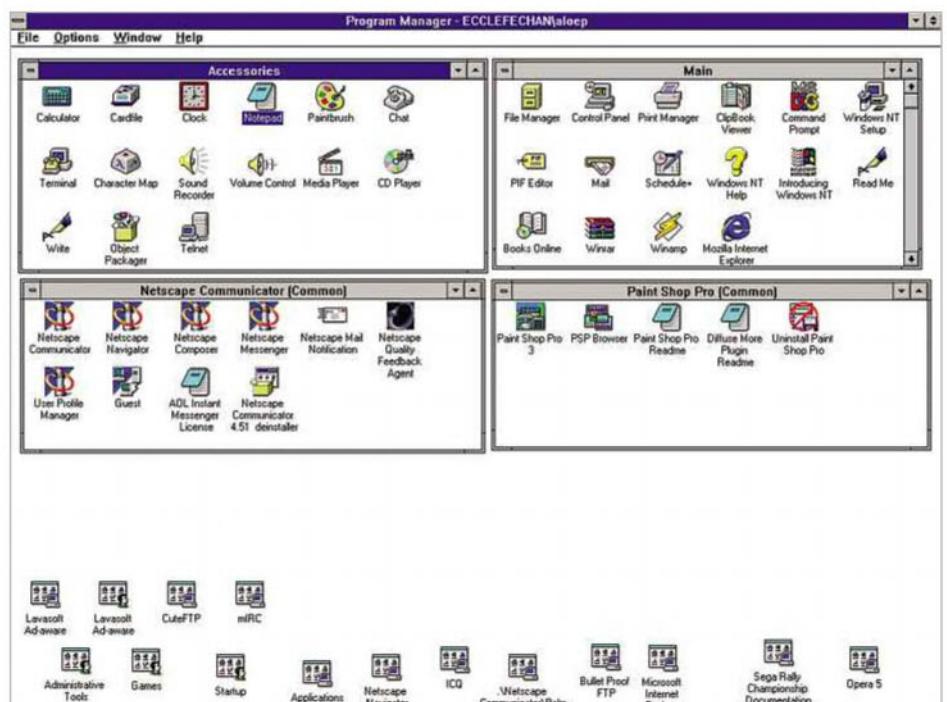 Program Manager - ECCLEFECHAN\aloep
File Options Window Help
Accessories
Calculator Cardfile Clock Notepad Paintbrush Chat
Terminal Character Map Sound Recorder Volume Control Media Player CD Player
Write Object Packager Telnet
Main
File Manager Control Panel Print Manager ClipBook Viewer Command Prompt Windows NT Setup
PIF Editor Mail Schedule+ Windows NT Help Introducing Windows NT Read Me
Books Online Winrar Winamp Mozilla Internet Explorer
Netscape Communicator (Common)
Netscape Communicator Netscape Navigator Netscape Composer Netscape Messenger Netscape Mail Notification Netscape Quality Feedback Agent
User Profile Manager Guest AOL Instant Messenger License Netscape Communicator 4.51 deinstaller
Paint Shop Pro (Common)
Paint Shop Pro 3 PSP Browser Paint Shop Pro Readme Diffuse More Plugin Readme Uninstall Paint Shop Pro
Lavasoft Ad-aware Lavasoft Ad-aware CuteFTP mIRC
Administrative Tools Games Startup Applications Netscape Navigator ICQ .\Netscape Bullet Proof FTP Microsoft Internet Sega Rally Championship Documentation Opera 5